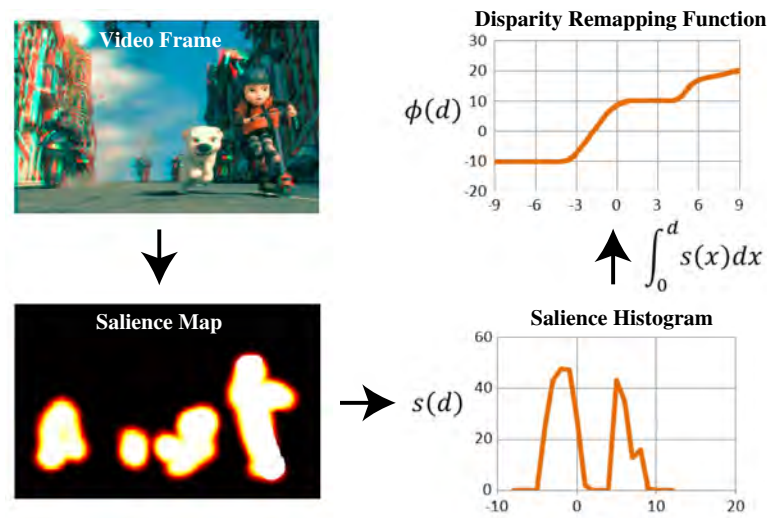 Video Frame
Disparity Remapping Function
ϕ(d)
30
20
10
0
-10
-20
-9 -6 -3 0 3 6 9
∫₀ᵈ s(x)dx
Salience Map
Salience Histogram
s(d)
60
40
20
0
-10 0 10 20